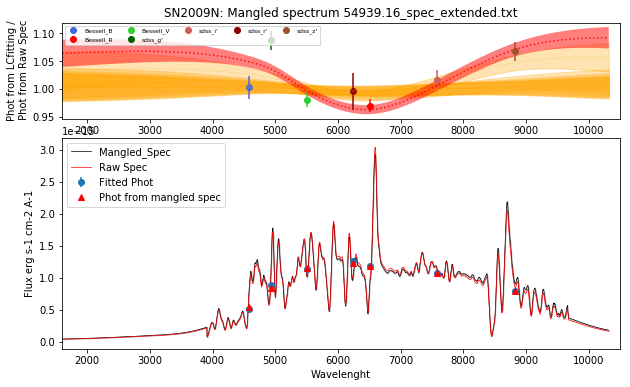 SN2009N: Mangled spectrum 54939.16_spec_extended.txt
Phot from LCfitting /
Phot from Raw Spec
1.10
1.05
1.00
0.95
Bessell_B
Bessell_R
Bessell_V
sdss_g'
sdss_i'
sdss_r'
sdss_z'
2000 3000 4000 5000 6000 7000 8000 9000 10000
1e−15
Flux erg s-1 cm-2 A-1
3.0
2.5
2.0
1.5
1.0
0.5
0.0
Mangled_Spec
Raw Spec
Fitted Phot
Phot from mangled spec
2000 3000 4000 5000 6000 7000 8000 9000 10000
Wavelenght